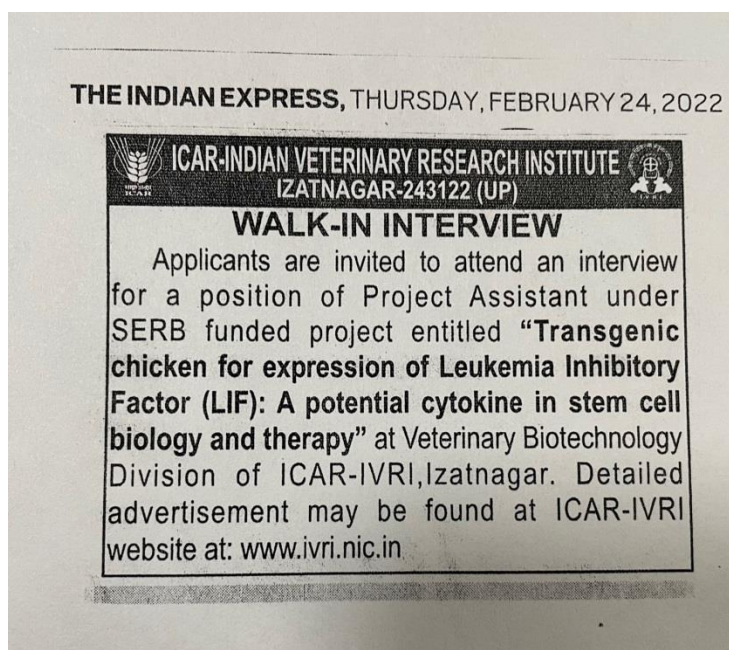 THE INDIAN EXPRESS, THURSDAY, FEBRUARY 24, 2022
ICAR-INDIAN VETERINARY RESEARCH INSTITUTE
IZATNAGAR-243122 (UP)
ICAR
WALK-IN INTERVIEW
Applicants are invited to attend an interview
for a position of Project Assistant under
SERB funded project entitled “Transgenic
chicken for expression of Leukemia Inhibitory
Factor (LIF): A potential cytokine in stem cell
biology and therapy” at Veterinary Biotechnology
Division of ICAR-IVRI,Izatnagar. Detailed
advertisement may be found at ICAR-IVRI
website at: www.ivri.nic.in